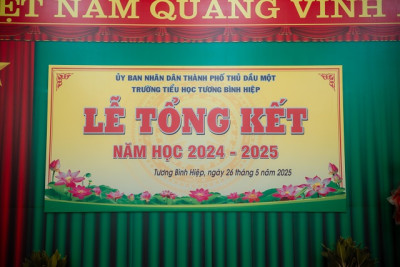 VIỆT NAM QUANG VINH
ỦY BAN NHÂN DÂN THÀNH PHỐ THỦ DẦU MỘT
TRƯỜNG TIỂU HỌC TƯƠNG BÌNH HIỆP
LỄ TỔNG KẾT
NĂM HỌC 2024 - 2025
Tương Bình Hiệp, ngày 26 tháng 5 năm 2025